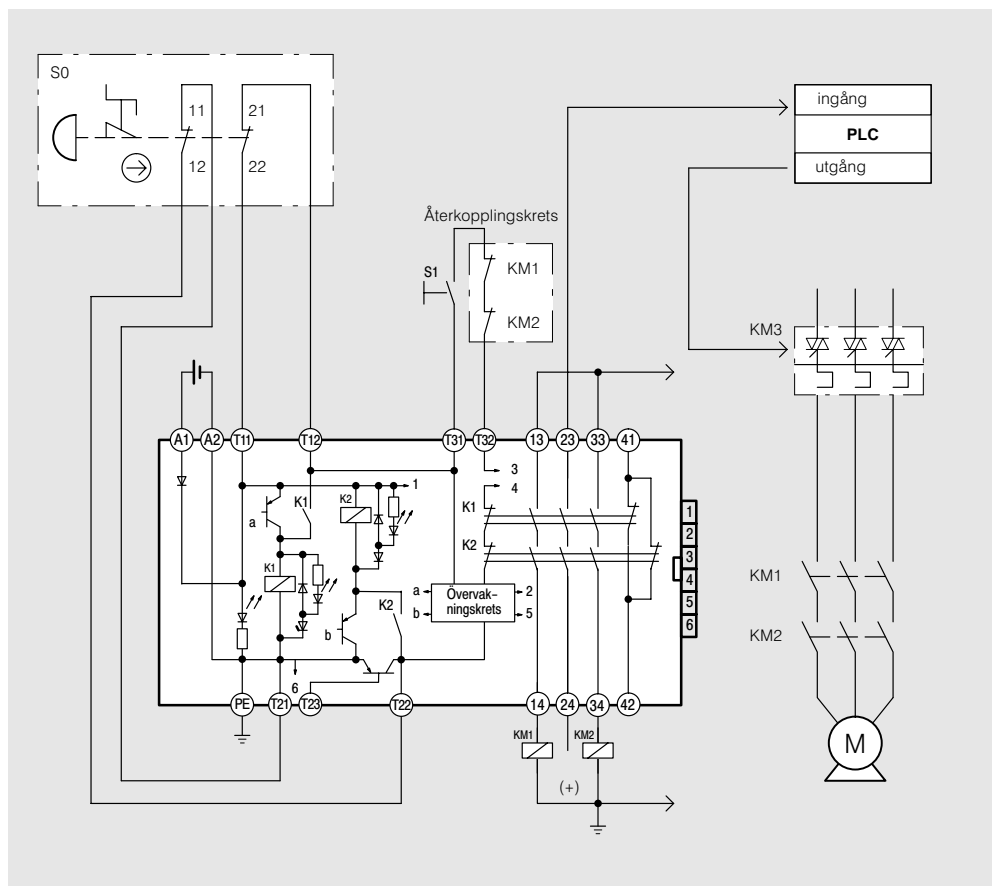 S0
11
21
12
22
ingång
PLC
utgång
Återkopplingskrets
S1
KM1
KM2
KM3
A1
A2
T11
T12
T31
T32
13
23
33
41
3
4
1
K1
K2
a
K1
K2
K1
a
Övervak-
ningskrets
2
b
5
K2
b
6
1
2
3
4
5
6
PE
T21
T23
T22
14
24
34
42
KM1
KM2
(+)
KM1
KM2
M